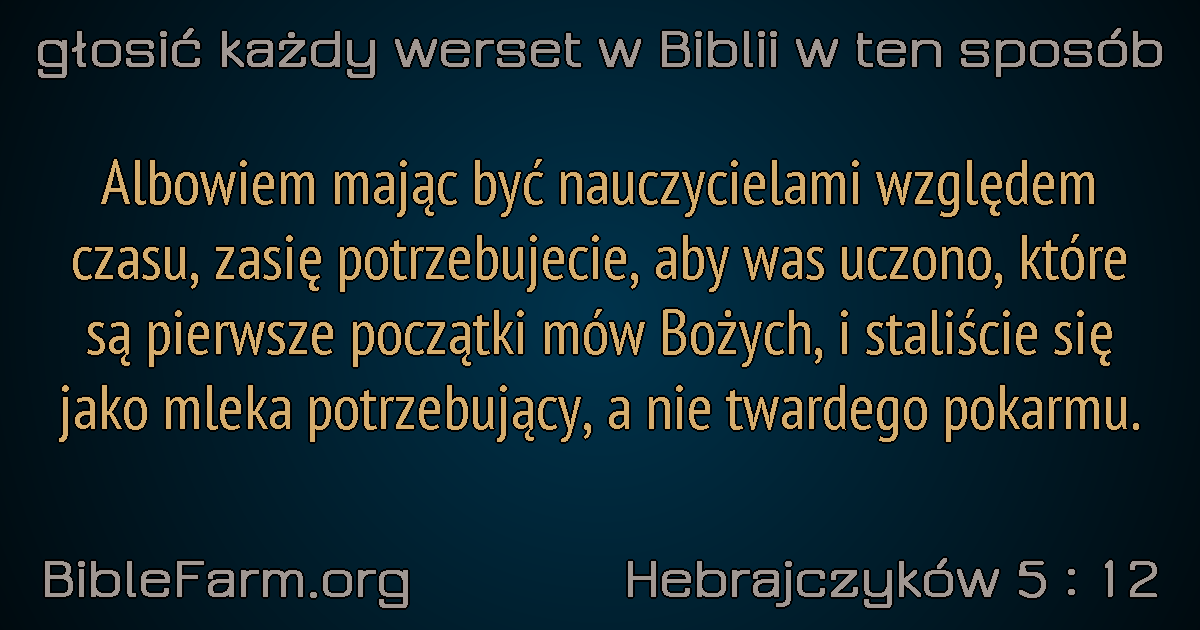 głosić każdy werset w Biblii w ten sposób
Albowiem mając być nauczycielami względem
czasu, zasię potrzebujecie, aby was uczono, które
są pierwsze początki mów Bożych, i staliście się
jako mleka potrzebujący, a nie twardego pokarmu.
BibleFarm.org
Hebrajczyków 5 : 12